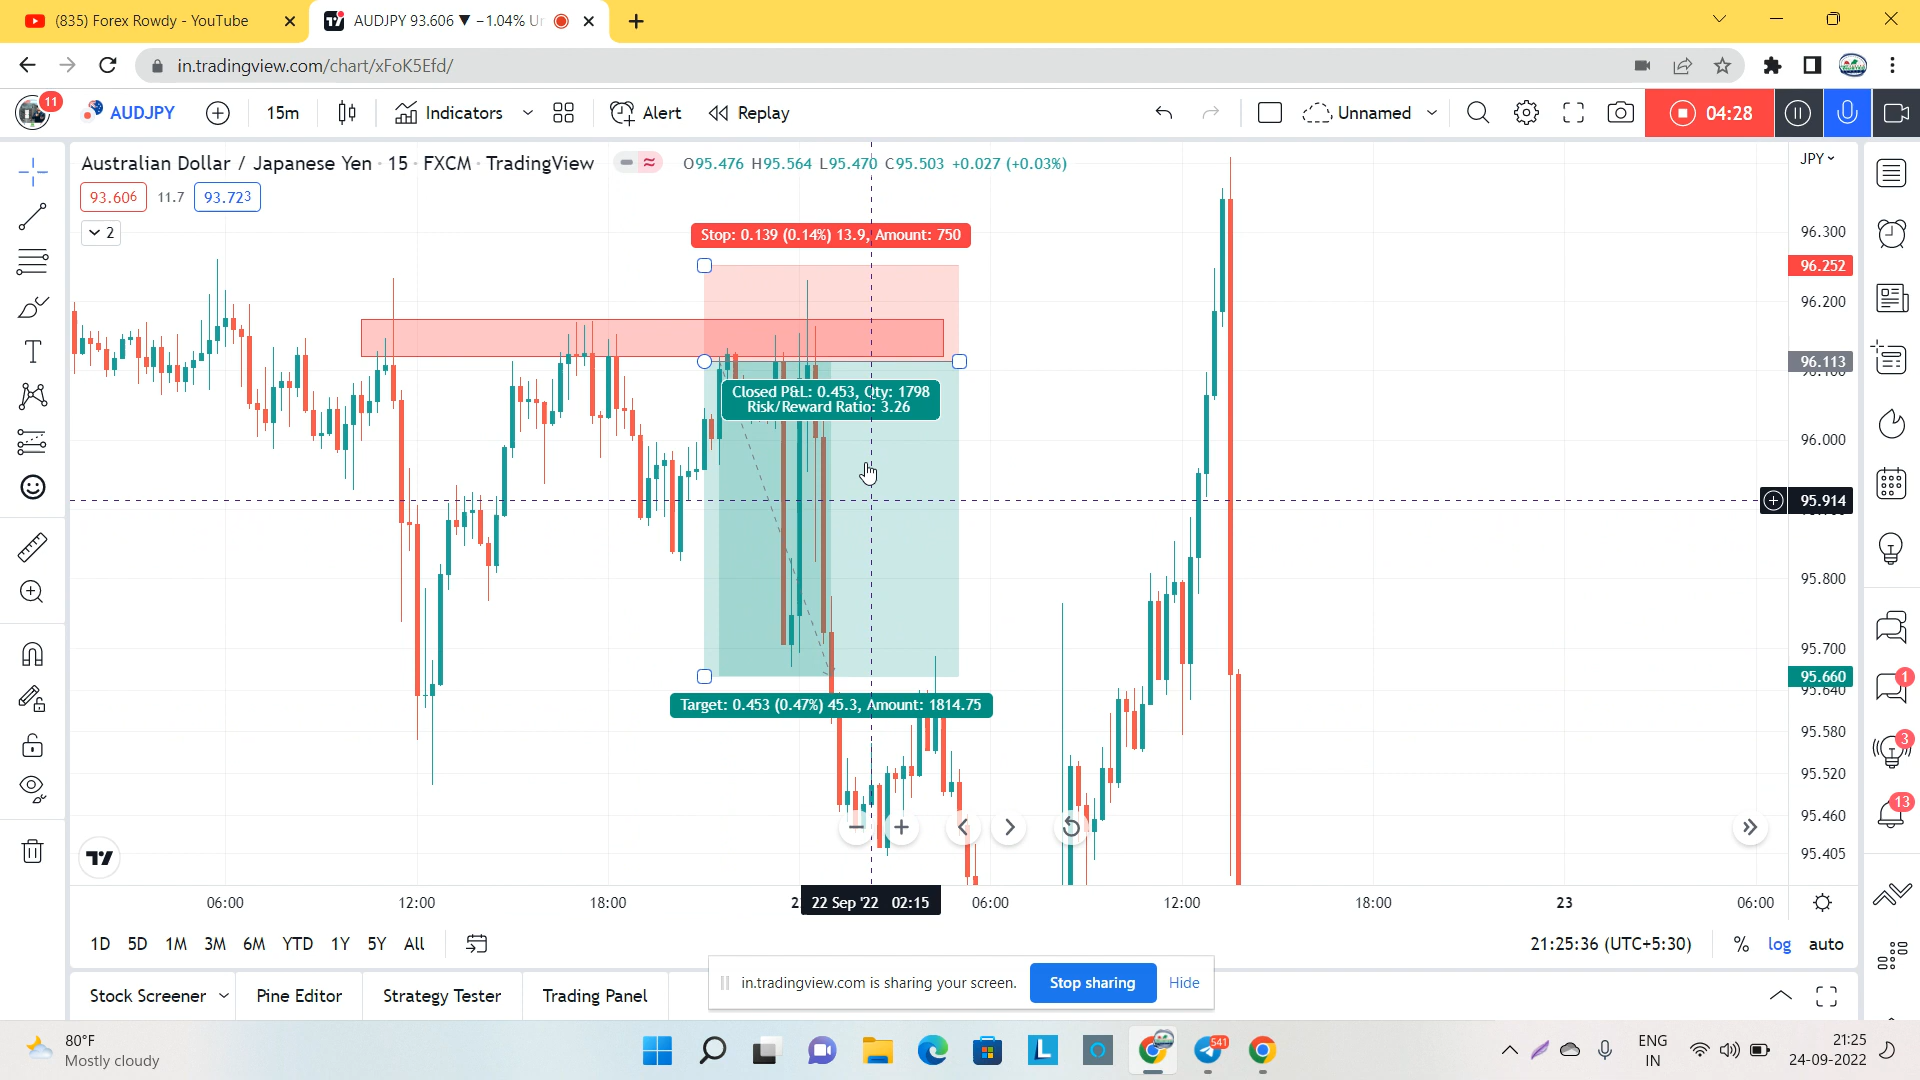 (835) Forex Rowdy - YouTube
AUDJPY 93.606 ▼ −1.04% Ur
in.tradingview.com/chart/xFoK5Efd/
11
AUDJPY
15m
Indicators
Alert
Replay
Unnamed
04:28
Australian Dollar / Japanese Yen · 15 · FXCM · TradingView
O95.476 H95.564 L95.470 C95.503 +0.027 (+0.03%)
JPY
93.606
11.7
93.723
2
Stop: 0.139 (0.14%) 13.9, Amount: 750
Closed P&L: 0.453, Qty: 1798
Risk/Reward Ratio: 3.26
Target: 0.453 (0.47%) 45.3, Amount: 1814.75
96.300
96.252
96.200
96.113
96.000
95.914
95.800
95.700
95.660
95.640
95.580
95.520
95.460
95.405
1
3
13
06:00
12:00
18:00
22 Sep '22 02:15
06:00
12:00
18:00
23
06:00
1D
5D
1M
3M
6M
YTD
1Y
5Y
All
21:25:36 (UTC+5:30)
%
log
auto
in.tradingview.com is sharing your screen.
Stop sharing
Hide
Stock Screener
Pine Editor
Strategy Tester
Trading Panel
80°F
Mostly cloudy
541
ENG
IN
21:25
24-09-2022